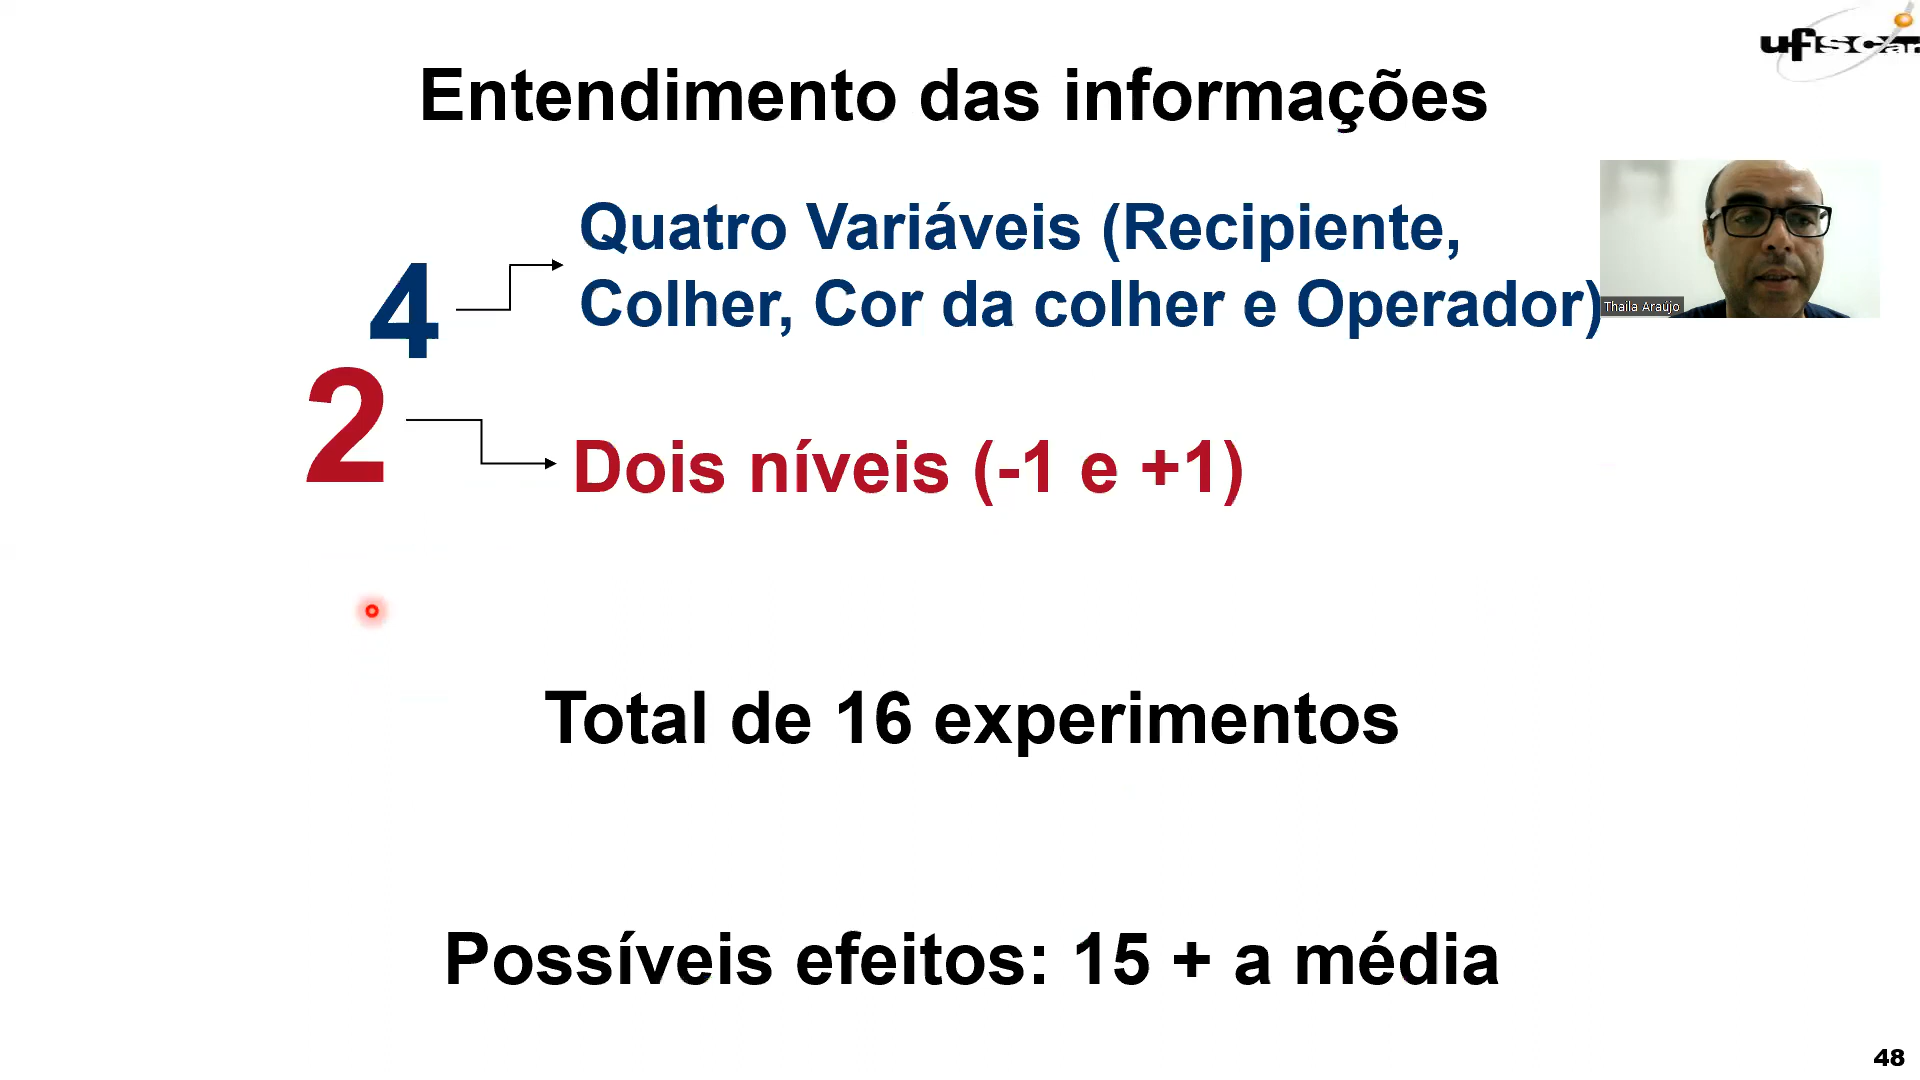 ufscar
Entendimento das informações
Quatro Variáveis (Recipiente,
Colher, Cor da colher e Operador)
4
2
Dois níveis (-1 e +1)
Thaila Araújo
Total de 16 experimentos
Possíveis efeitos: 15 + a média
48